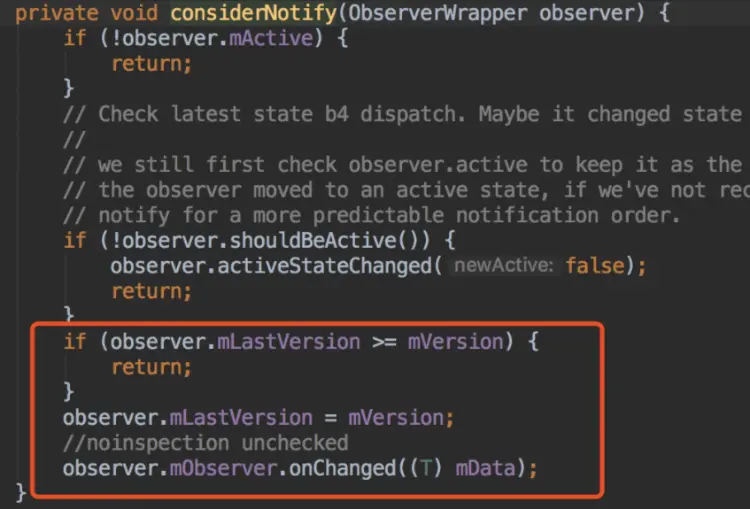 private void considerNotify(ObserverWrapper observer) {
if (!observer.mActive) {
return;
}
// Check latest state b4 dispatch. Maybe it changed state
//
// we still first check observer.active to keep it as the
// the observer moved to an active state, if we've not rec
// notify for a more predictable notification order.
if (!observer.shouldBeActive()) {
observer.activeStateChanged( newActive: false);
return;
}
if (observer.mLastVersion >= mVersion) {
return;
}
observer.mLastVersion = mVersion;
//noinspection unchecked
observer.mObserver.onChanged((T) mData);
}